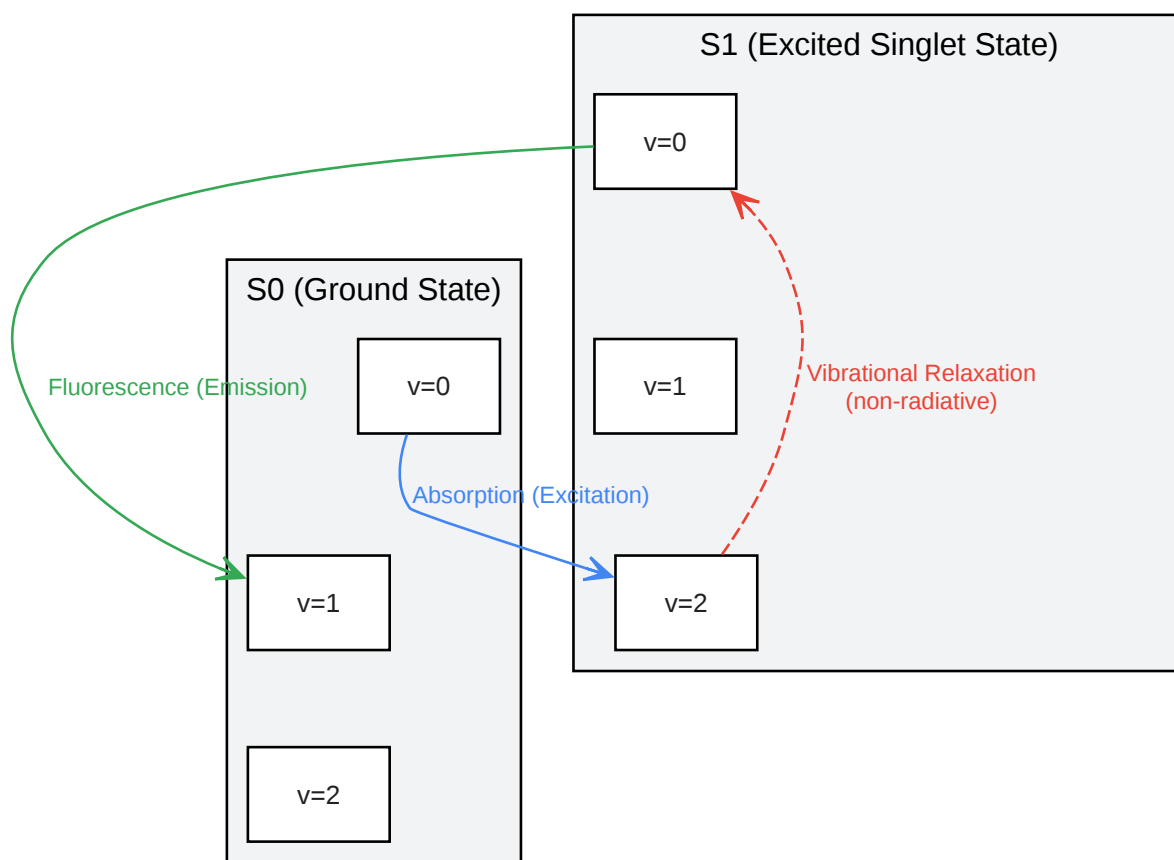 S1 (Excited Singlet State)
v=0
S0 (Ground State)
v=0
v=1
Fluorescence (Emission)
Vibrational Relaxation
(non-radiative)
Absorption (Excitation)
v=1
v=2
v=2